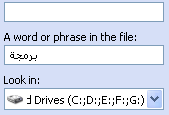 A word or phrase in the file:
برمجة
Look in:
d Drives (C:;D:;E:;F:;G:)